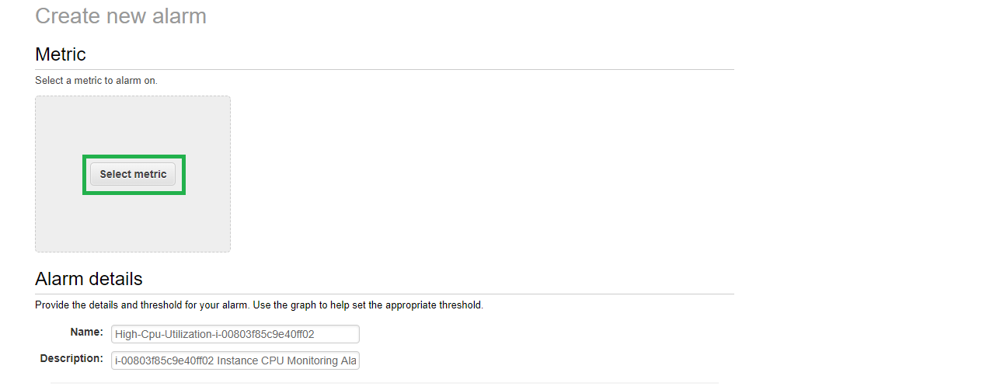 Create new alarm
Metric
Select a metric to alarm on.
Select metric
Alarm details
Provide the details and threshold for your alarm. Use the graph to help set the appropriate threshold.
Name: High-Cpu-Utilization-i-00803f85c9e40ff02
Description: i-00803f85c9e40ff02 Instance CPU Monitoring Ala